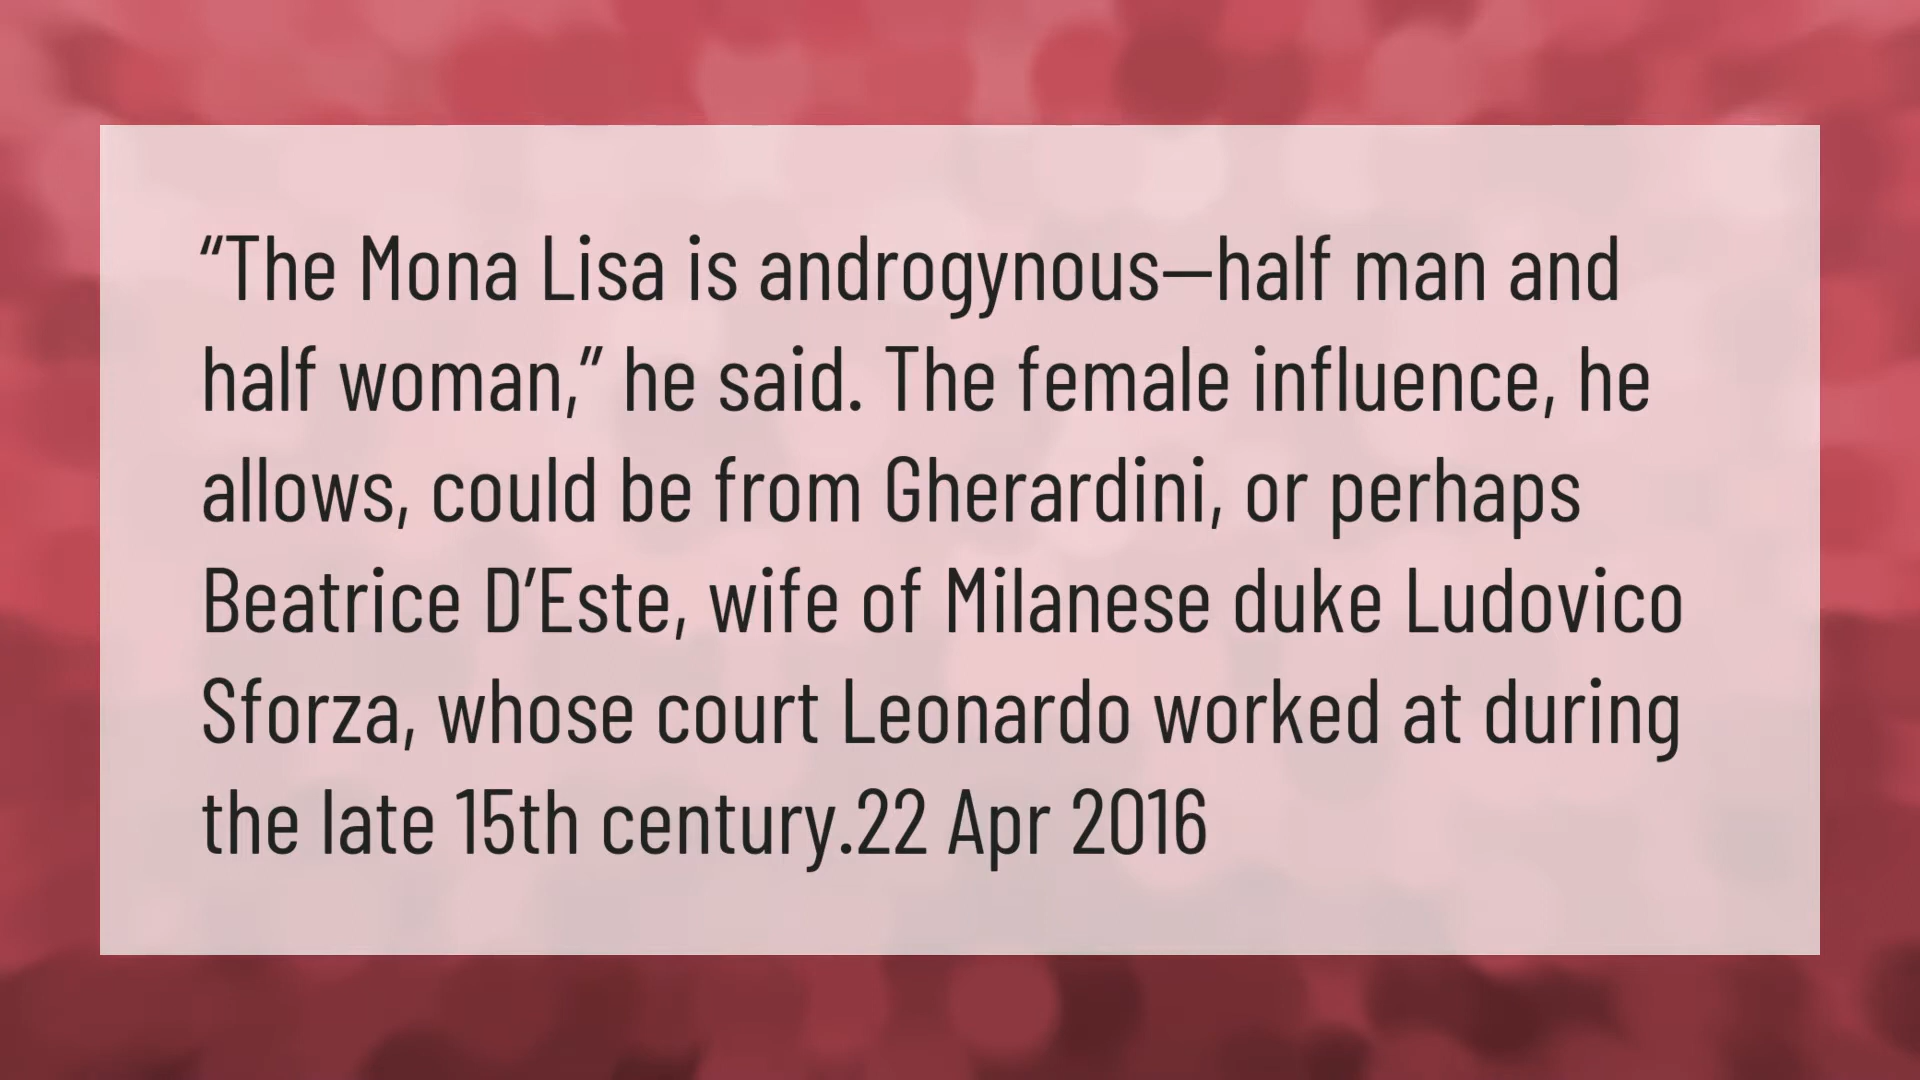 “The Mona Lisa is androgynous—half man and
half woman,” he said. The female influence, he
allows, could be from Gherardini, or perhaps
Beatrice D’Este, wife of Milanese duke Ludovico
Sforza, whose court Leonardo worked at during
the late 15th century.22 Apr 2016